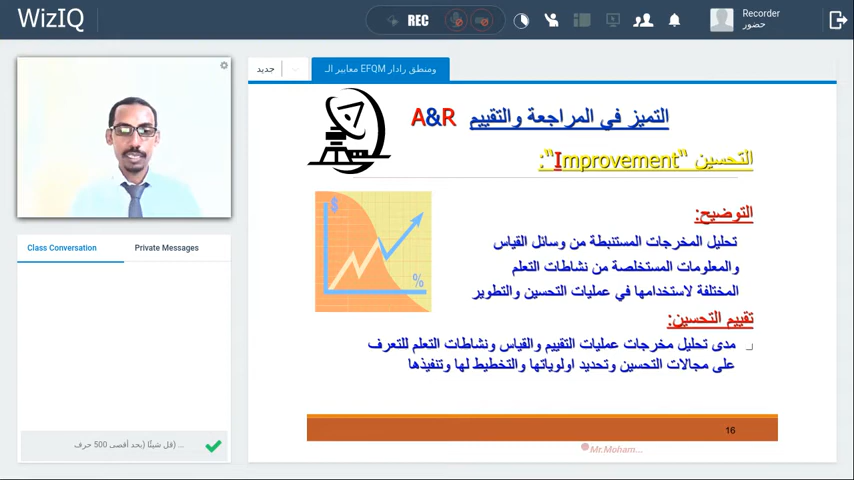 WizIQ
REC
Recorder
حضور
جديد
معايير الـ EFQM ومنطق رادار
التميز في المراجعة والتقييم A&R
التحسين "Improvement":
$
%
التوضيح:
تحليل المخرجات المستنبطة من وسائل القياس
والمعلومات المستخلصة من نشاطات التعلم
المختلفة لاستخدامها في عمليات التحسين والتطوير
تقييم التحسين:
مدى تحليل مخرجات عمليات التقييم والقياس ونشاطات التعلم للتعرف
على مجالات التحسين وتحديد اولوياتها والتخطيط لها وتنفيذها
16
Mr.Moham...
Class Conversation
Private Messages
قل شيئًا (بحد أقصى 500 حرف) ...